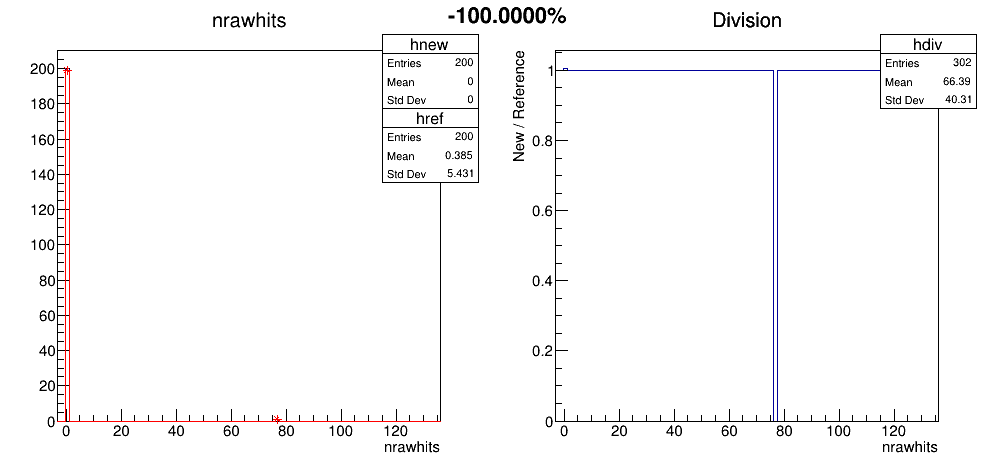 -100.0000%
nrawhits
hnew
Entries 200
Mean 0
Std Dev 0
href
Entries 200
Mean 0.385
Std Dev 5.431
200
180
160
140
120
100
80
60
40
20
0
0 20 40 60 80 100 120
nrawhits
Division
hdiv
Entries 302
Mean 66.39
Std Dev 40.31
New / Reference
1
0.8
0.6
0.4
0.2
0
0 20 40 60 80 100 120
nrawhits